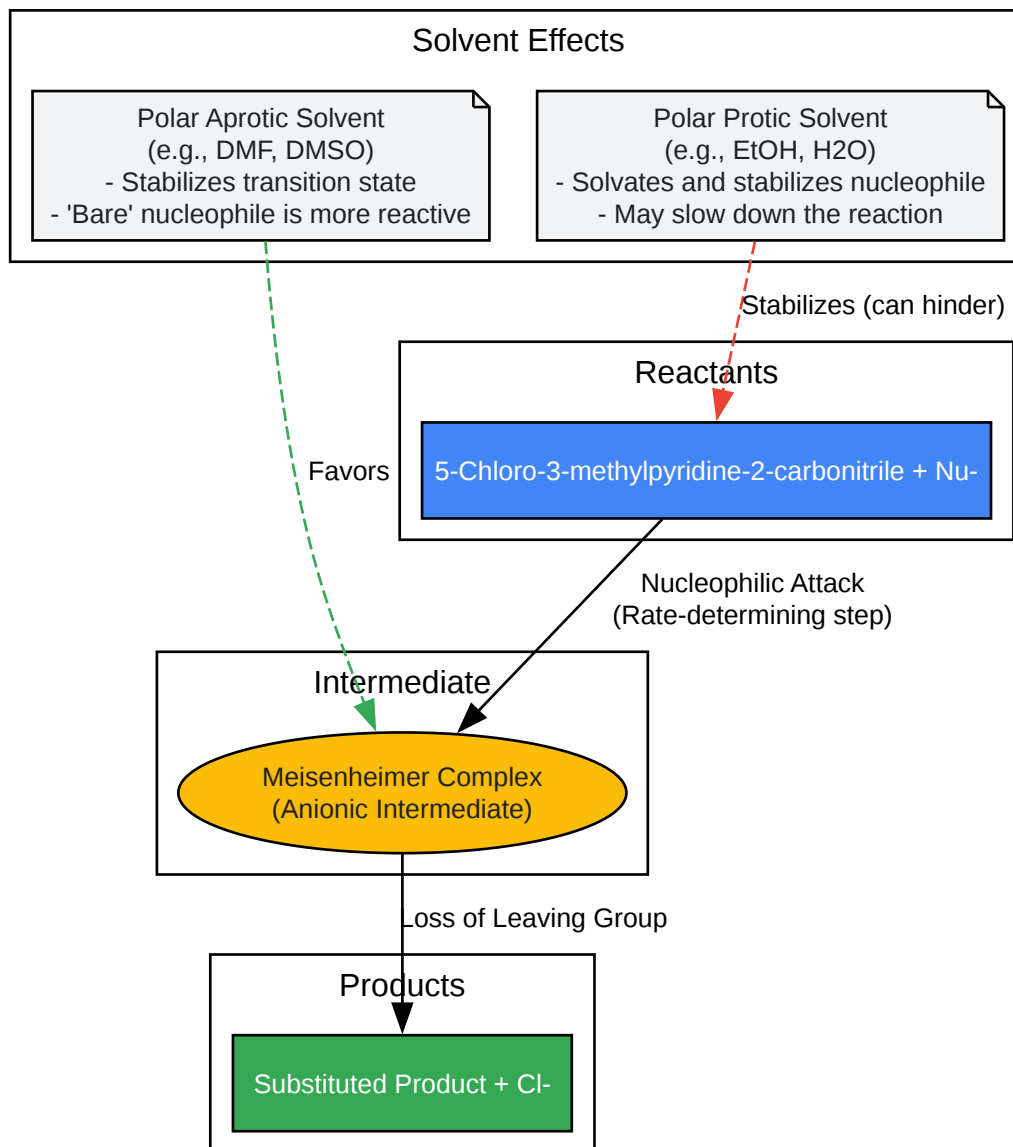 Solvent Effects
Polar Aprotic Solvent
(e.g., DMF, DMSO)
- Stabilizes transition state
- 'Bare' nucleophile is more reactive
Polar Protic Solvent
(e.g., EtOH, H2O)
- Solvates and stabilizes nucleophile
- May slow down the reaction
Stabilizes (can hinder)
Reactants
Favors
5-Chloro-3-methylpyridine-2-carbonitrile + Nu-
Nucleophilic Attack
(Rate-determining step)
Intermediate
Meisenheimer Complex
(Anionic Intermediate)
Loss of Leaving Group
Products
Substituted Product + Cl-